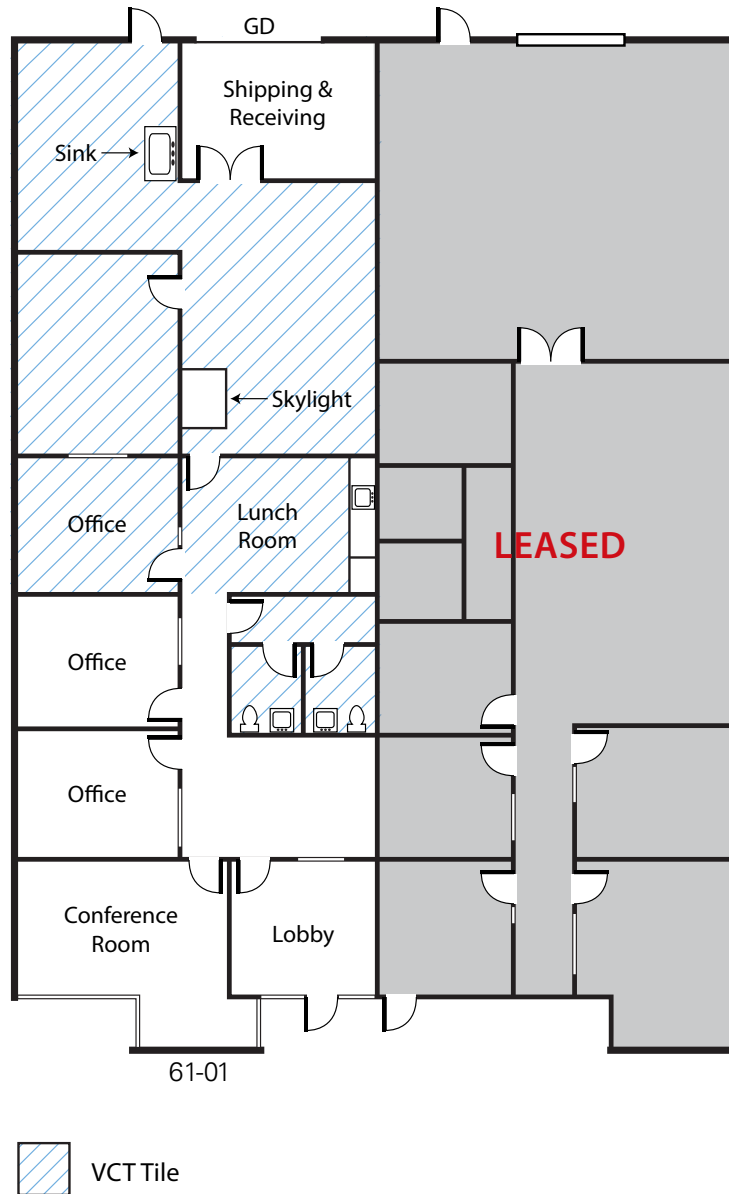 GD
Shipping &
Receiving
Sink
Skylight
Office
Lunch
Room
LEASED
Office
Office
Conference
Room
Lobby
61-01
VCT Tile